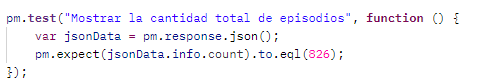 pm.test("Mostrar la cantidad total de episodios", function () {
    var jsonData = pm.response.json();
    pm.expect(jsonData.info.count).to.eql(826);
});